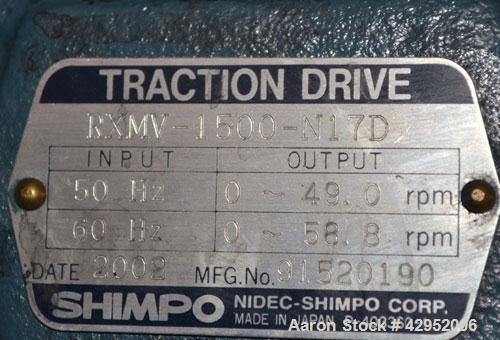 TRACTION DRIVE
RXMV-1500-N17D
INPUT OUTPUT
50 Hz 0 ~ 49.0 rpm
60 Hz 0 ~ 58.8 rpm
DATE 2002 MFG.No. 91520190
SHIMPO NIDEC-SHIMPO CORP.
MADE IN JAPAN
Aaron Stock # 42952006